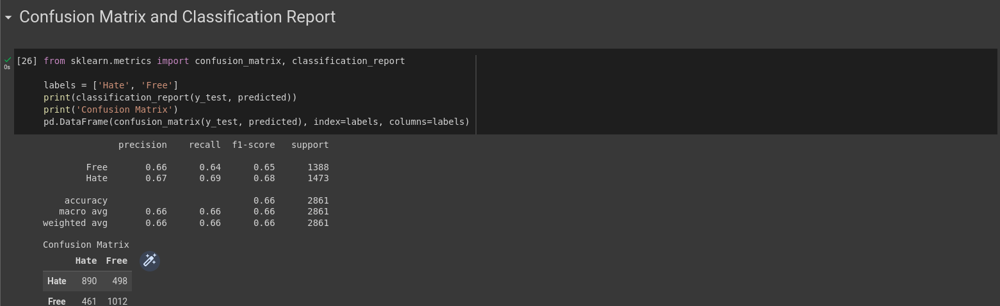 Confusion Matrix and Classification Report
[26] from sklearn.metrics import confusion_matrix, classification_report
0s
labels = ['Hate', 'Free']
print(classification_report(y_test, predicted))
print('Confusion Matrix')
pd.DataFrame(confusion_matrix(y_test, predicted), index=labels, columns=labels)
precision recall f1-score support
Free 0.66 0.64 0.65 1388
Hate 0.67 0.69 0.68 1473
accuracy 0.66 2861
macro avg 0.66 0.66 0.66 2861
weighted avg 0.66 0.66 0.66 2861
Confusion Matrix
Hate Free
Hate 890 498
Free 461 1012